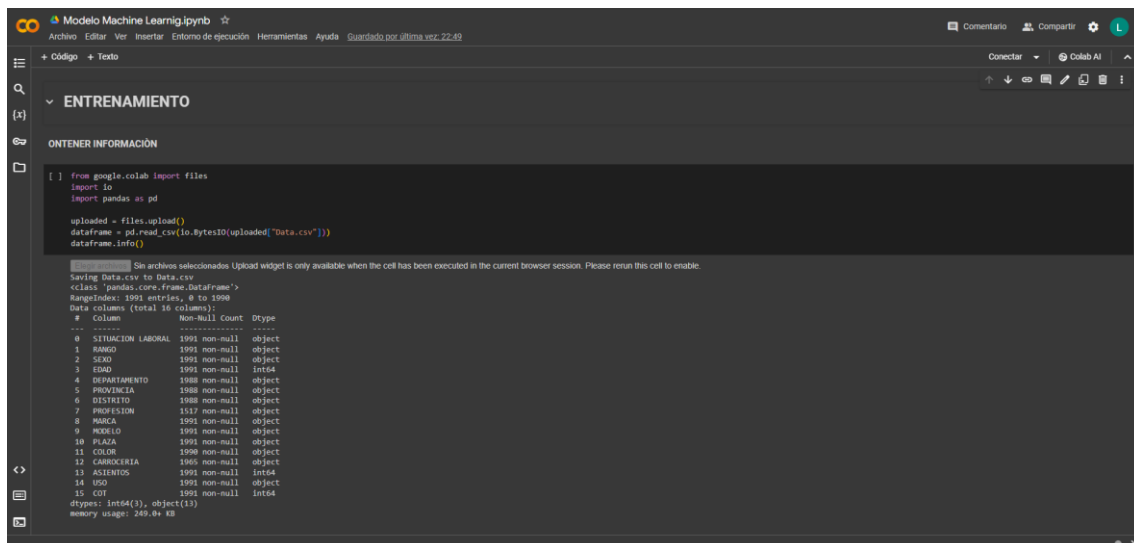 Modelo Machine Learnig.ipynb
Comentario Compartir L
Archivo Editar Ver Insertar Entorno de ejecución Herramientas Ayuda Guardado por última vez: 22:49
+ Código + Texto
Conectar Colab AI
ENTRENAMIENTO
{x}
ONTENER INFORMACIÒN
[ ] from google.colab import files
import io
import pandas as pd
uploaded = files.upload()
dataframe = pd.read_csv(io.BytesIO(uploaded["Data.csv"]))
dataframe.info()
Elegir archivos Sin archivos seleccionados Upload widget is only available when the cell has been executed in the current browser session. Please rerun this cell to enable.
Saving Data.csv to Data.csv
<class 'pandas.core.frame.DataFrame'>
RangeIndex: 1991 entries, 0 to 1990
Data columns (total 16 columns):
# Column Non-Null Count Dtype
--- ------ -------------- -----
0 SITUACION LABORAL 1991 non-null object
1 RANGO 1991 non-null object
2 SEXO 1991 non-null object
3 EDAD 1991 non-null int64
4 DEPARTAMENTO 1988 non-null object
5 PROVINCIA 1988 non-null object
6 DISTRITO 1988 non-null object
7 PROFESION 1517 non-null object
8 MARCA 1991 non-null object
9 MODELO 1991 non-null object
10 PLAZA 1991 non-null object
11 COLOR 1990 non-null object
12 CARROCERIA 1965 non-null object
13 ASIENTOS 1991 non-null int64
14 USO 1991 non-null object
15 COT 1991 non-null int64
dtypes: int64(3), object(13)
memory usage: 249.0+ KB